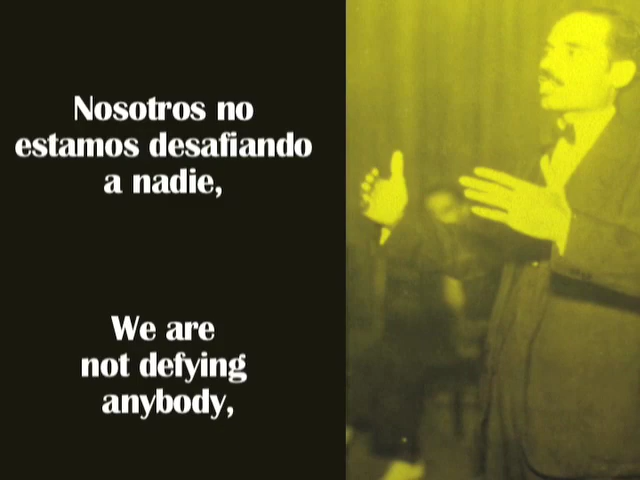 Nosotros no
estamos desafiando
a nadie,
We are
not defying
anybody,